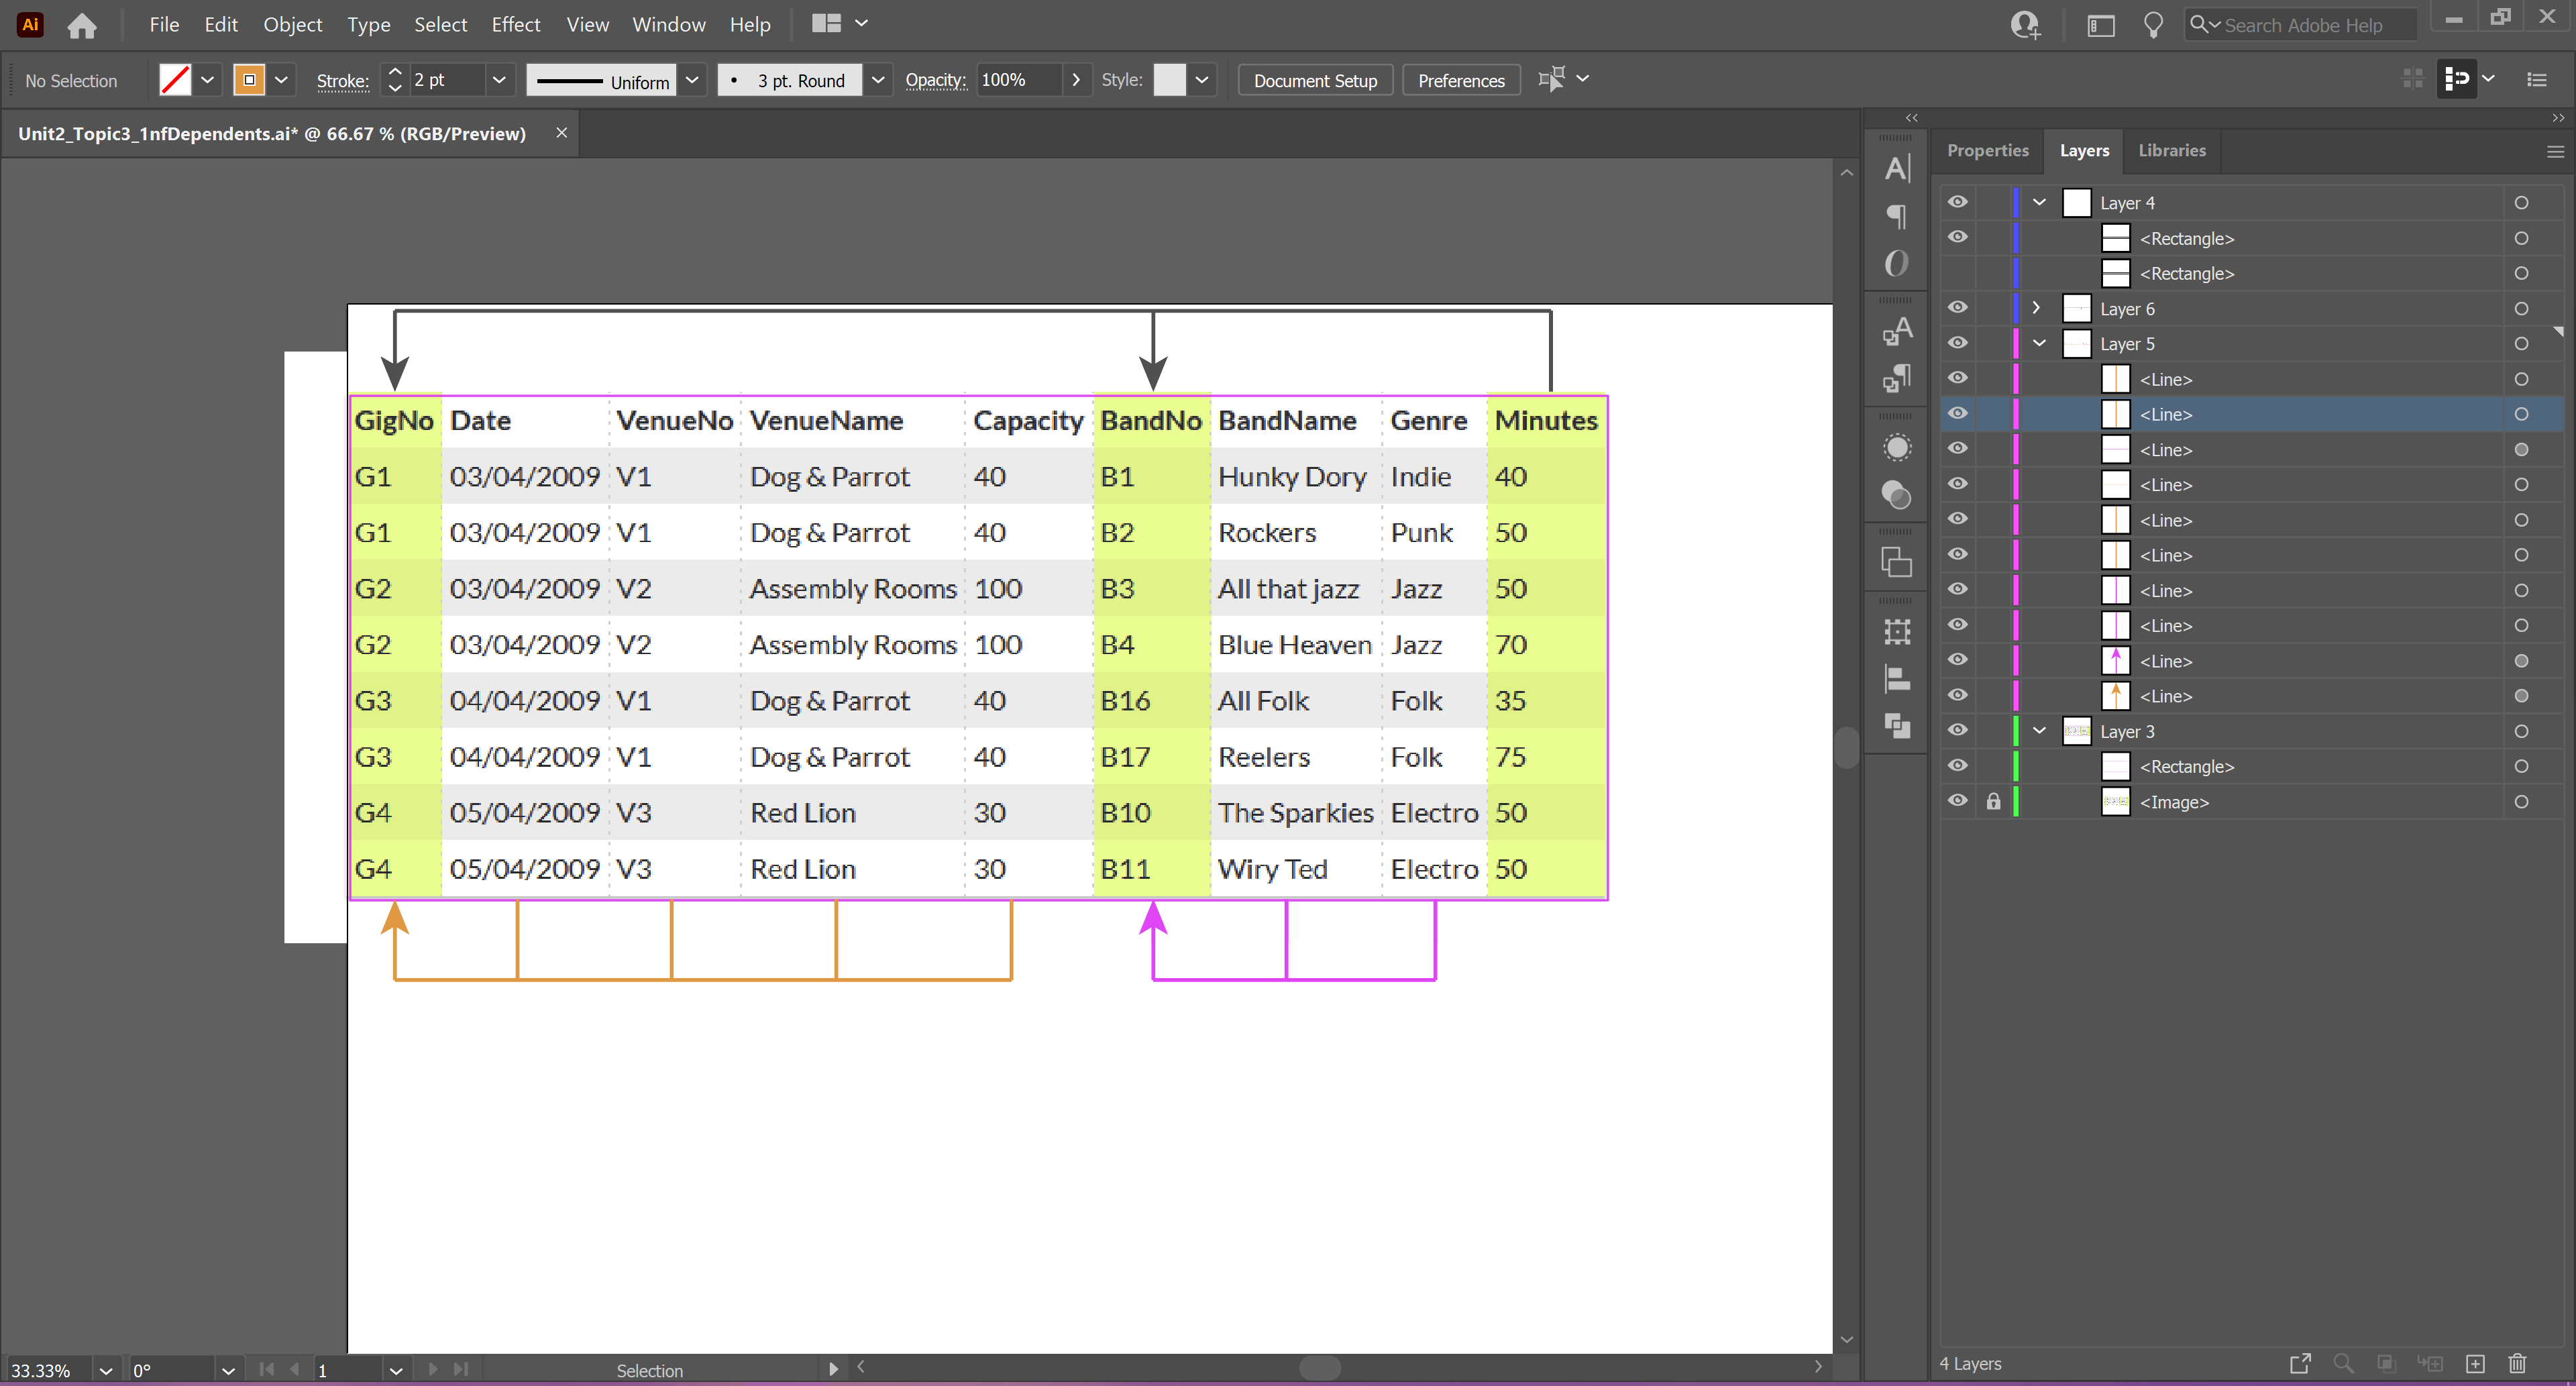 Ai File Edit Object Type Select Effect View Window Help Search Adobe Help
No Selection Stroke: 2 pt Uniform 3 pt. Round Opacity: 100% Style: Document Setup Preferences
Unit2_Topic3_1nfDependents.ai* @ 66.67 % (RGB/Preview)
GigNo Date VenueNo VenueName Capacity BandNo BandName Genre Minutes
G1 03/04/2009 V1 Dog & Parrot 40 B1 Hunky Dory Indie 40
G1 03/04/2009 V1 Dog & Parrot 40 B2 Rockers Punk 50
G2 03/04/2009 V2 Assembly Rooms 100 B3 All that jazz Jazz 50
G2 03/04/2009 V2 Assembly Rooms 100 B4 Blue Heaven Jazz 70
G3 04/04/2009 V1 Dog & Parrot 40 B16 All Folk Folk 35
G3 04/04/2009 V1 Dog & Parrot 40 B17 Reelers Folk 75
G4 05/04/2009 V3 Red Lion 30 B10 The Sparkies Electro 50
G4 05/04/2009 V3 Red Lion 30 B11 Wiry Ted Electro 50
Properties Layers Libraries
Layer 4
<Rectangle>
<Rectangle>
Layer 6
Layer 5
<Line>
<Line>
<Line>
<Line>
<Line>
<Line>
<Line>
<Line>
<Line>
<Line>
Layer 3
<Rectangle>
<Image>
33.33% 0° 1 Selection
4 Layers